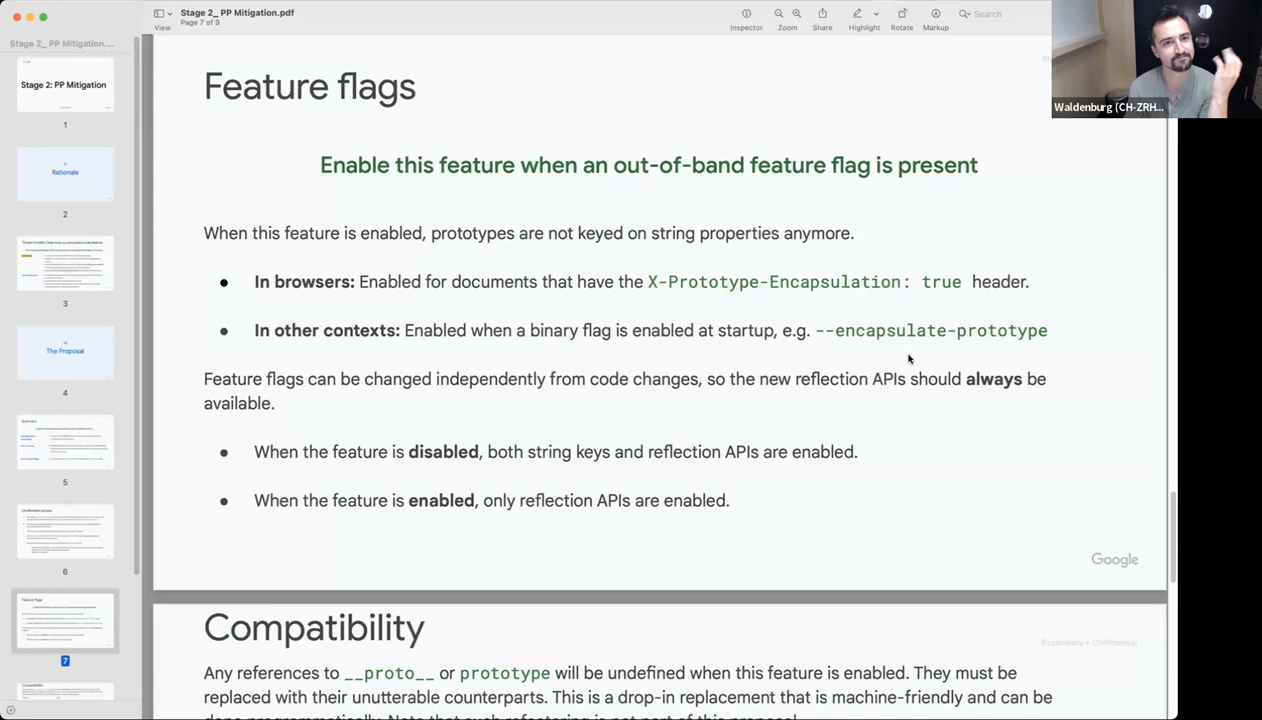 Stage 2_ PP Mitigation.pdf
Page 7 of 9
View
Inspector
Zoom
Share
Highlight
Rotate
Markup
Search
Stage 2_ PP Mitigation....
Stage 2: PP Mitigation
1
Rationale
2
3
The Proposal
4
Summary
5
6
Feature flags
7
Compatibility
Waldenburg (CH-ZRH...
Feature flags
Enable this feature when an out-of-band feature flag is present
When this feature is enabled, prototypes are not keyed on string properties anymore.
● In browsers: Enabled for documents that have the X-Prototype-Encapsulation: true header.
● In other contexts: Enabled when a binary flag is enabled at startup, e.g. --encapsulate-prototype
Feature flags can be changed independently from code changes, so the new reflection APIs should always be
available.
● When the feature is disabled, both string keys and reflection APIs are enabled.
● When the feature is enabled, only reflection APIs are enabled.
Google
Compatibility
Proprietary + Confidential
Any references to __proto__ or prototype will be undefined when this feature is enabled. They must be
replaced with their unutterable counterparts. This is a drop-in replacement that is machine-friendly and can be
done programmatically. Note that such refactoring is not part of this proposal.